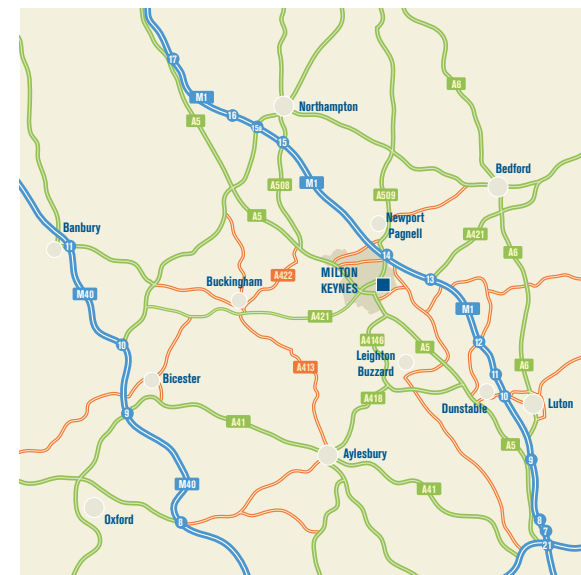 17
A6
M1
A5
16
Northampton
15a
15
Bedford
A508
M1
A509
A5
Newport
Pagnell
A421
Banbury
11
A6
14
MILTON
KEYNES
A422
13
Buckingham
M40
M1
A421
10
A4146
12
A5
Leighton
Buzzard
A6
A413
11
Bicester
10
Dunstable
Luton
A418
9
A41
A5
Aylesbury
9
M40
A41
Oxford
8
8
7
21